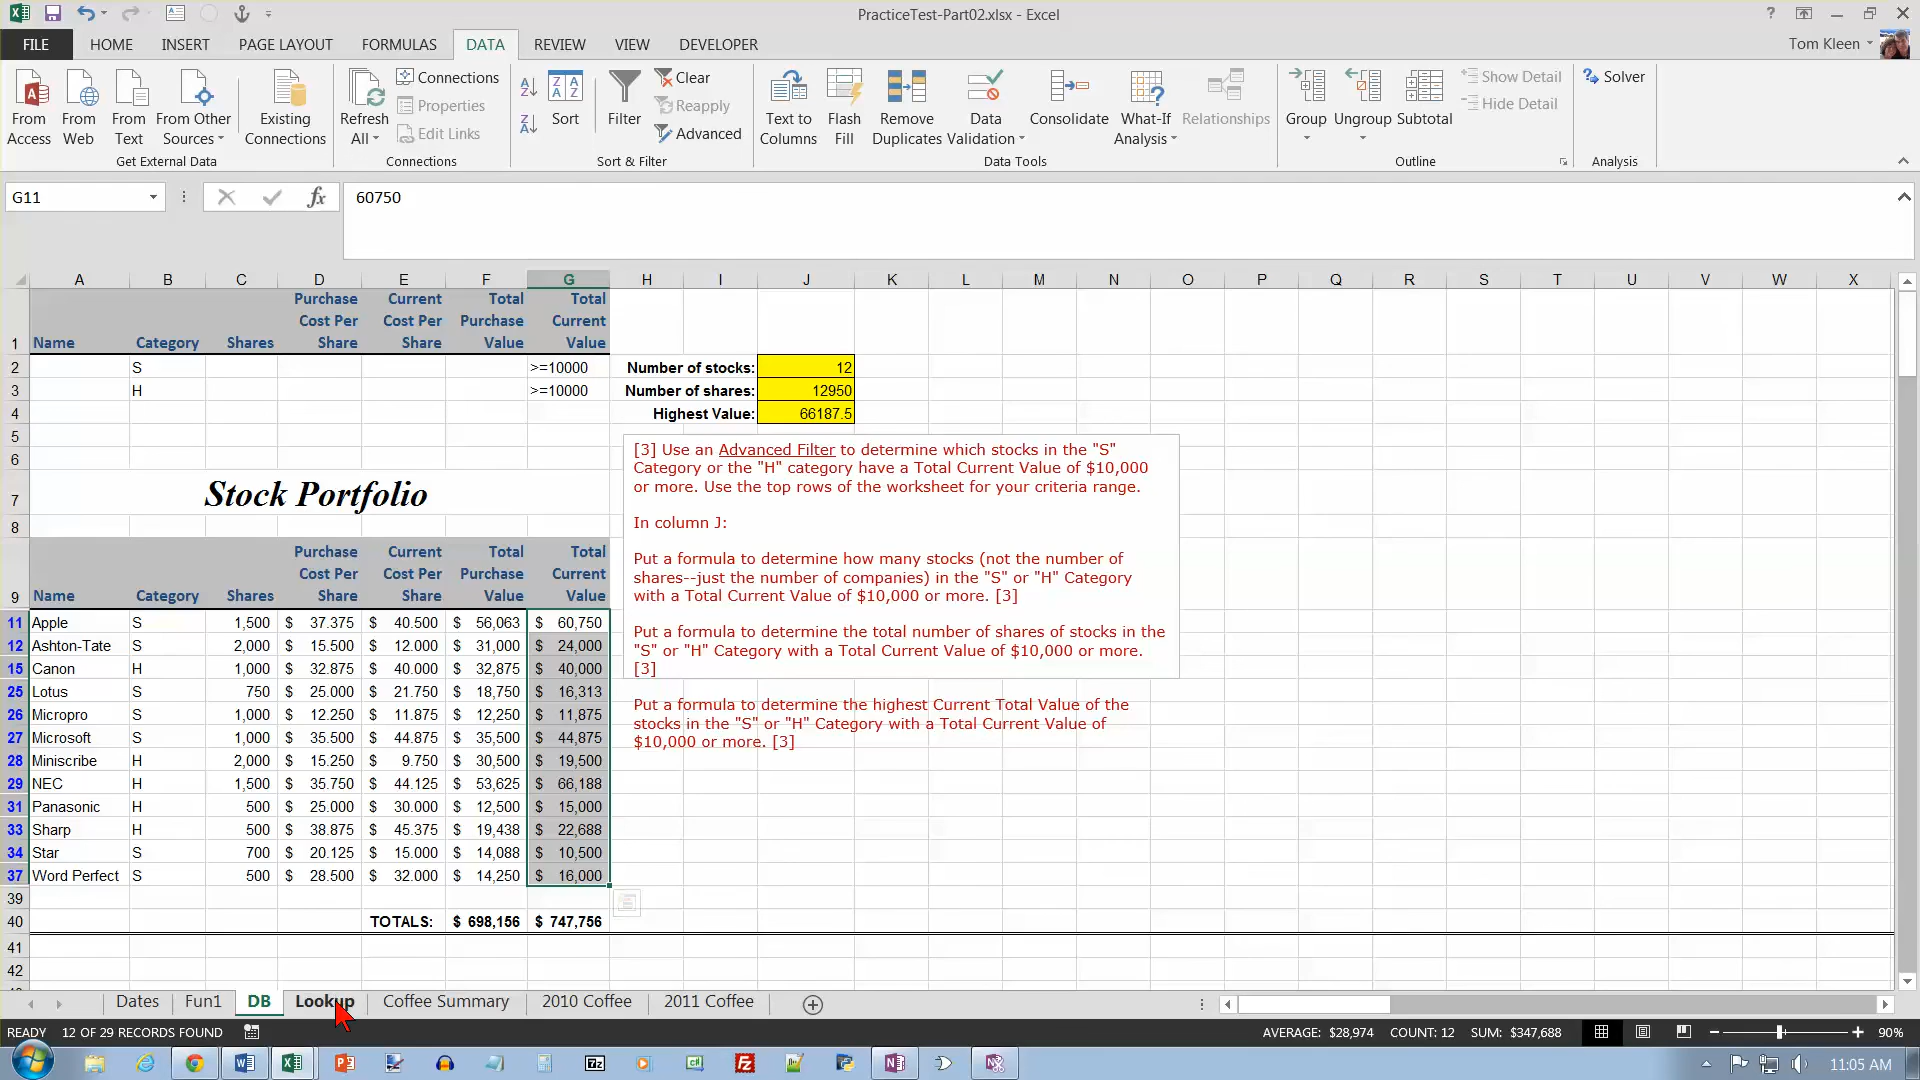 PracticeTest-Part02.xlsx - Excel
FILE HOME INSERT PAGE LAYOUT FORMULAS DATA REVIEW VIEW DEVELOPER Tom Kleen
From Access
From Web
From Text
From Other Sources
Existing Connections
Get External Data
Refresh All
Connections
Properties
Edit Links
Connections
Sort
Filter
Clear
Reapply
Advanced
Sort & Filter
Text to Columns
Flash Fill
Remove Duplicates
Data Validation
Consolidate
What-If Analysis
Relationships
Data Tools
Group
Ungroup
Subtotal
Show Detail
Hide Detail
Outline
Solver
Analysis
G11 fx 60750
A B C D E F G H I J K L M N O P Q R S T U V W X
1 Name Category Shares Purchase Cost Per Share Current Cost Per Share Total Purchase Value Total Current Value
2 S >=10000 Number of stocks: 12
3 H >=10000 Number of shares: 12950
4 Highest Value: 66187.5
5
6
7 Stock Portfolio
8
9 Name Category Shares Purchase Cost Per Share Current Cost Per Share Total Purchase Value Total Current Value
11 Apple S 1,500 $ 37.375 $ 40.500 $ 56,063 $ 60,750
12 Ashton-Tate S 2,000 $ 15.500 $ 12.000 $ 31,000 $ 24,000
15 Canon H 1,000 $ 32.875 $ 40.000 $ 32,875 $ 40,000
25 Lotus S 750 $ 25.000 $ 21.750 $ 18,750 $ 16,313
26 Micropro S 1,000 $ 12.250 $ 11.875 $ 12,250 $ 11,875
27 Microsoft S 1,000 $ 35.500 $ 44.875 $ 35,500 $ 44,875
28 Miniscribe H 2,000 $ 15.250 $ 9.750 $ 30,500 $ 19,500
29 NEC H 1,500 $ 35.750 $ 44.125 $ 53,625 $ 66,188
31 Panasonic H 500 $ 25.000 $ 30.000 $ 12,500 $ 15,000
33 Sharp H 500 $ 38.875 $ 45.375 $ 19,438 $ 22,688
34 Star S 700 $ 20.125 $ 15.000 $ 14,088 $ 10,500
37 Word Perfect S 500 $ 28.500 $ 32.000 $ 14,250 $ 16,000
39
40 TOTALS: $ 698,156 $ 747,756
41
42
[3] Use an Advanced Filter to determine which stocks in the "S"
Category or the "H" category have a Total Current Value of $10,000
or more. Use the top rows of the worksheet for your criteria range.
In column J:
Put a formula to determine how many stocks (not the number of
shares--just the number of companies) in the "S" or "H" Category
with a Total Current Value of $10,000 or more. [3]
Put a formula to determine the total number of shares of stocks in the
"S" or "H" Category with a Total Current Value of $10,000 or more.
[3]
Put a formula to determine the highest Current Total Value of the
stocks in the "S" or "H" Category with a Total Current Value of
$10,000 or more. [3]
Dates Fun1 DB Lookup Coffee Summary 2010 Coffee 2011 Coffee
READY 12 OF 29 RECORDS FOUND AVERAGE: $28,974 COUNT: 12 SUM: $347,688 90%
11:05 AM